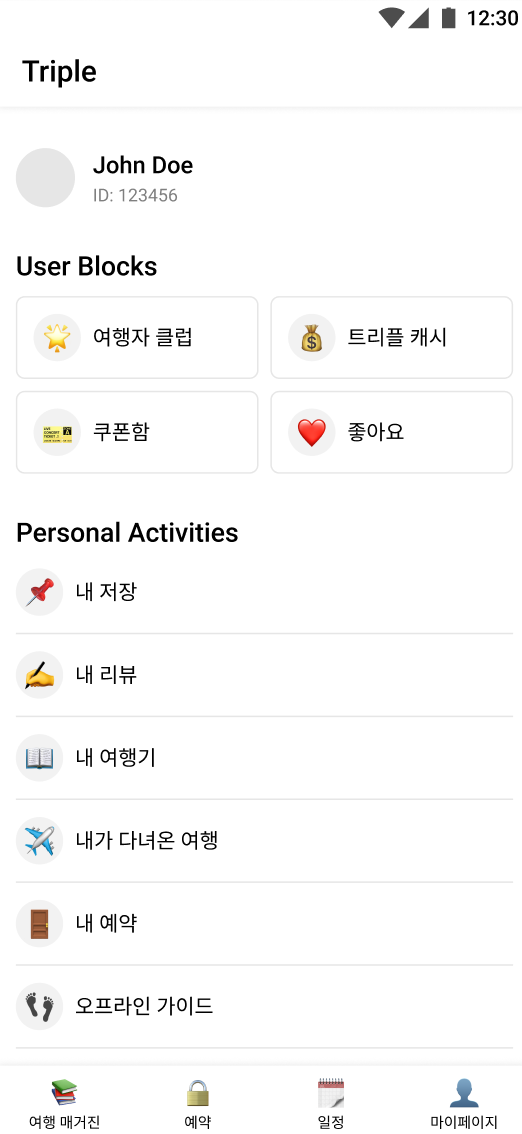 12:30
Triple
John Doe
ID: 123456
User Blocks
여행자 클럽
트리플 캐시
쿠폰함
좋아요
Personal Activities
내 저장
내 리뷰
내 여행기
내가 다녀온 여행
내 예약
오프라인 가이드
여행 매거진
예약
일정
마이페이지